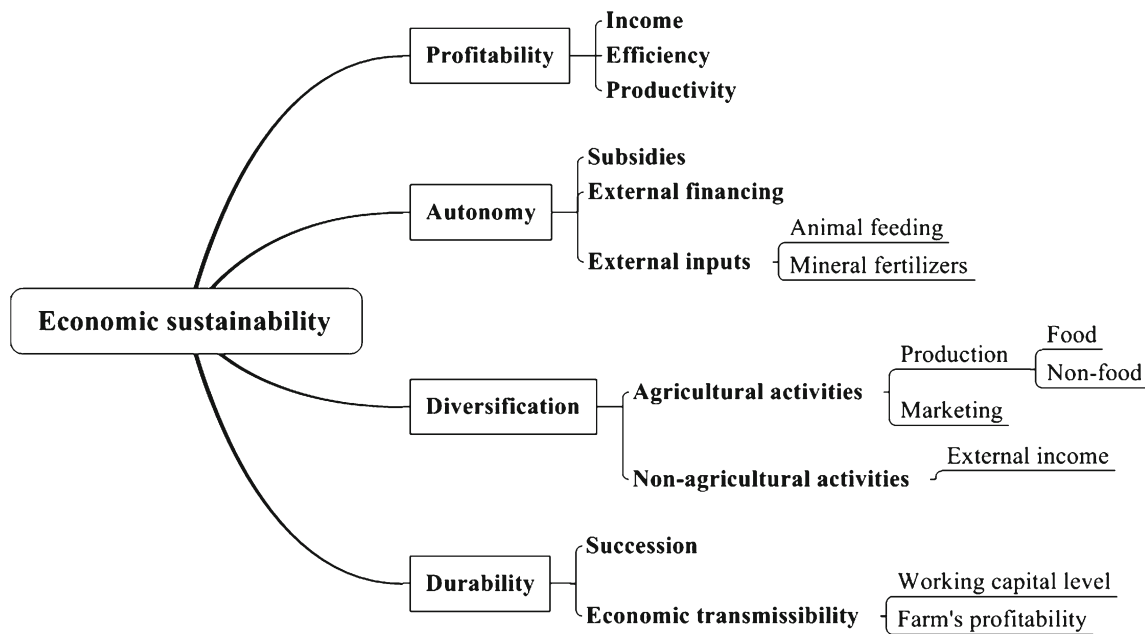 Economic sustainability
Profitability
Income
Efficiency
Productivity
Autonomy
Subsidies
External financing
External inputs
Animal feeding
Mineral fertilizers
Diversification
Agricultural activities
Production
Food
Non-food
Marketing
Non-agricultural activities
External income
Durability
Succession
Economic transmissibility
Working capital level
Farm's profitability